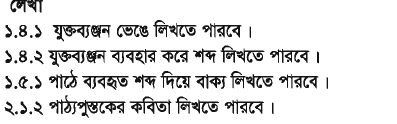 লেখা
১.৪.১ যুক্তব্যঞ্জন ভেঙে লিখতে পারবে ।
১.৪.২ যুক্তব্যঞ্জন ব্যবহার করে শব্দ লিখতে পারবে ।
১.৫.১ পাঠে ব্যবহৃত শব্দ দিয়ে বাক্য লিখতে পারবে ।
২.১.২ পাঠ্যপুস্তকের কবিতা লিখতে পারবে ।